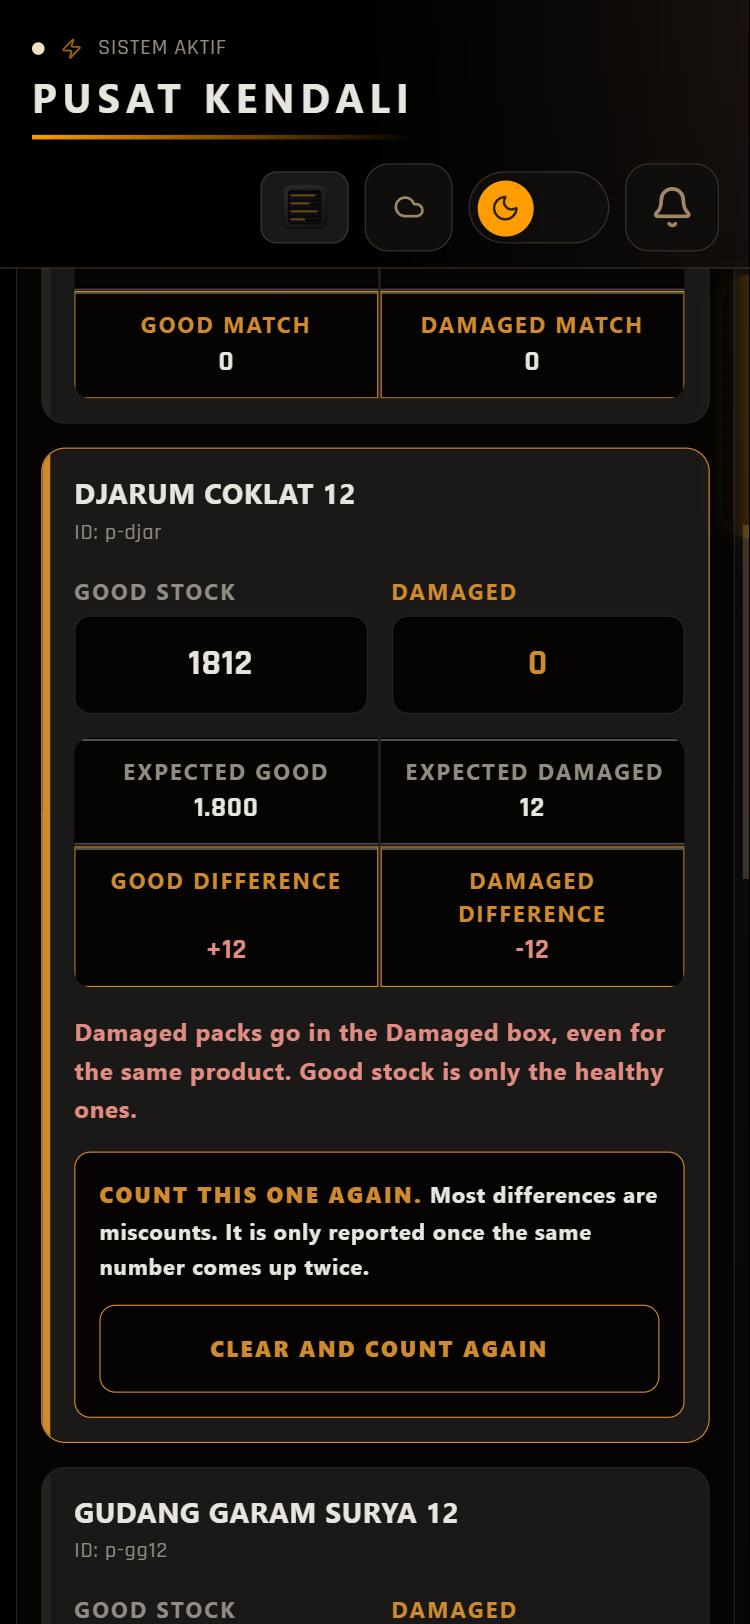 SISTEM AKTIF
PUSAT KENDALI
GOOD MATCH
0
DAMAGED MATCH
0
DJARUM COKLAT 12
ID: p-djar
GOOD STOCK
1812
DAMAGED
0
EXPECTED GOOD
1.800
EXPECTED DAMAGED
12
GOOD DIFFERENCE
+12
DAMAGED
DIFFERENCE
-12
Damaged packs go in the Damaged box, even for
the same product. Good stock is only the healthy
ones.
COUNT THIS ONE AGAIN. Most differences are
miscounts. It is only reported once the same
number comes up twice.
CLEAR AND COUNT AGAIN
GUDANG GARAM SURYA 12
ID: p-gg12
GOOD STOCK
DAMAGED